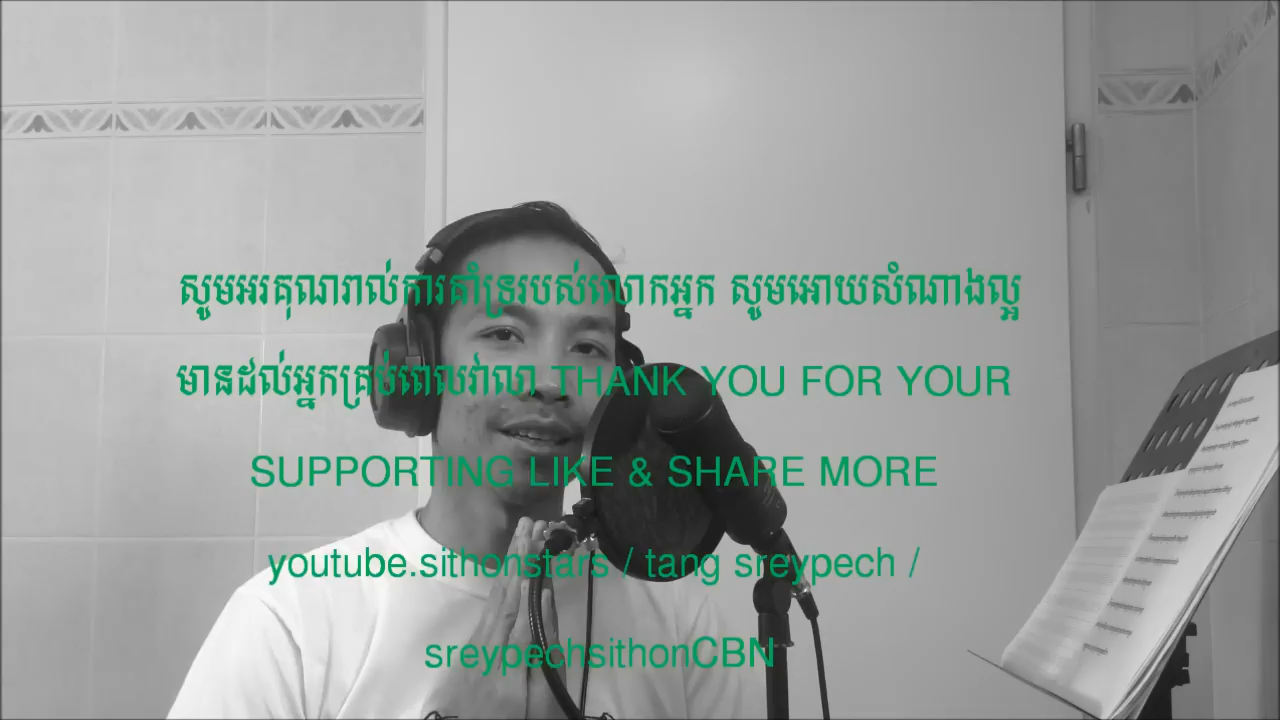 សូមអរគុណរាល់ការគាំទ្ររបស់លោកអ្នក សូមអោយសំណាងល្អ
មានដល់អ្នកគ្រប់ពេលវាលា THANK YOU FOR YOUR
SUPPORTING LIKE & SHARE MORE
youtube.sithonstars / tang sreypech /
sreypechsithonCBN